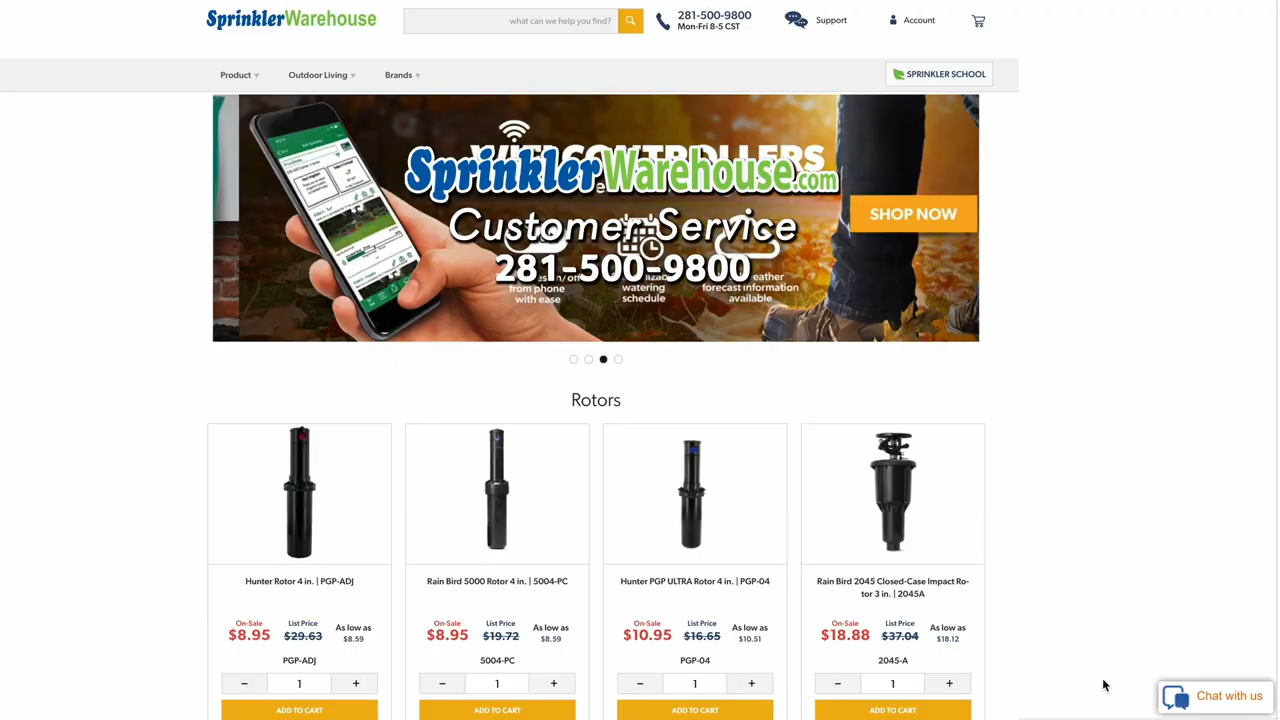 SprinklerWarehouse
what can we help you find?
281-500-9800
Mon-Fri 8-5 CST
Support
Account
Product
Outdoor Living
Brands
SPRINKLER SCHOOL
SprinklerWarehouse.com
Customer Service
281-500-9800
SHOP NOW
from phone
with ease
watering
schedule
forecast information
available
Rotors
Hunter Rotor 4 in. | PGP-ADJ
On-Sale
$8.95
List Price
$29.63
As low as
$8.59
PGP-ADJ
− 1 +
ADD TO CART
Rain Bird 5000 Rotor 4 in. | 5004-PC
On-Sale
$8.95
List Price
$19.72
As low as
$8.59
5004-PC
− 1 +
ADD TO CART
Hunter PGP ULTRA Rotor 4 in. | PGP-04
On-Sale
$10.95
List Price
$16.65
As low as
$10.51
PGP-04
− 1 +
ADD TO CART
Rain Bird 2045 Closed-Case Impact Ro-
tor 3 in. | 2045A
On-Sale
$18.88
List Price
$37.04
As low as
$18.12
2045-A
− 1 +
ADD TO CART
Chat with us